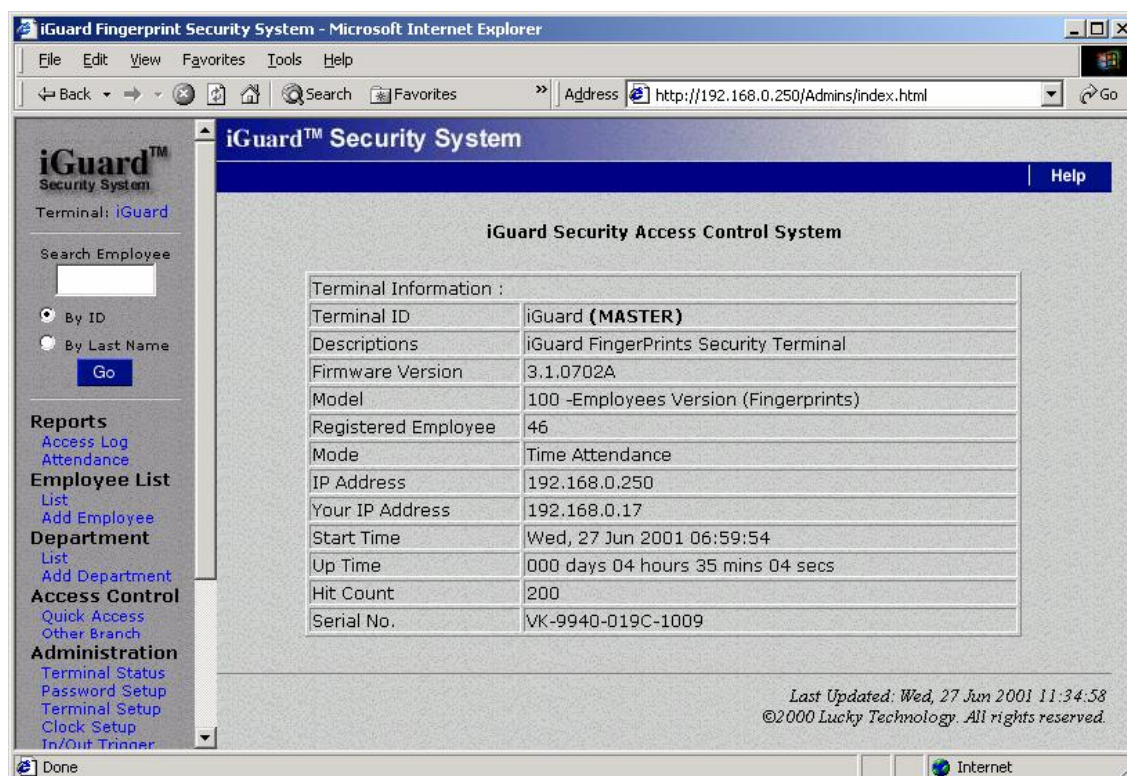 iGuard Fingerprint Security System - Microsoft Internet Explorer
File Edit View Favorites Tools Help
Back Search Favorites » Address http://192.168.0.250/Admins/index.html Go
iGuard™
Security System
Terminal: iGuard
Search Employee
By ID
By Last Name
Go
Reports
Access Log
Attendance
Employee List
List
Add Employee
Department
List
Add Department
Access Control
Quick Access
Other Branch
Administration
Terminal Status
Password Setup
Terminal Setup
Clock Setup
In/Out Trigger
iGuard™ Security System
Help
iGuard Security Access Control System
Terminal Information :
Terminal ID iGuard (MASTER)
Descriptions iGuard FingerPrints Security Terminal
Firmware Version 3.1.0702A
Model 100 -Employees Version (Fingerprints)
Registered Employee 46
Mode Time Attendance
IP Address 192.168.0.250
Your IP Address 192.168.0.17
Start Time Wed, 27 Jun 2001 06:59:54
Up Time 000 days 04 hours 35 mins 04 secs
Hit Count 200
Serial No. VK-9940-019C-1009
Last Updated: Wed, 27 Jun 2001 11:34:58
©2000 Lucky Technology. All rights reserved.
Done Internet